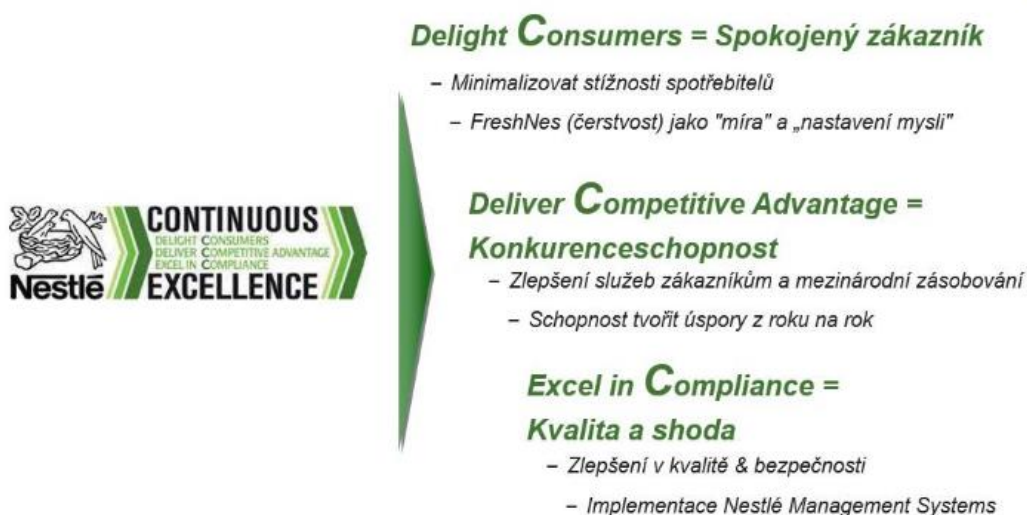 Delight Consumers = Spokojený zákazník
– Minimalizovat stížnosti spotřebitelů
– FreshNes (čerstvost) jako "míra" a „nastavení mysli"
Nestlé
CONTINUOUS
DELIGHT CONSUMERS
DELIVER COMPETITIVE ADVANTAGE
EXCEL IN COMPLIANCE
EXCELLENCE
Deliver Competitive Advantage =
Konkurenceschopnost
– Zlepšení služeb zákazníkům a mezinárodní zásobování
– Schopnost tvořit úspory z roku na rok
Excel in Compliance =
Kvalita a shoda
– Zlepšení v kvalitě & bezpečnosti
– Implementace Nestlé Management Systems